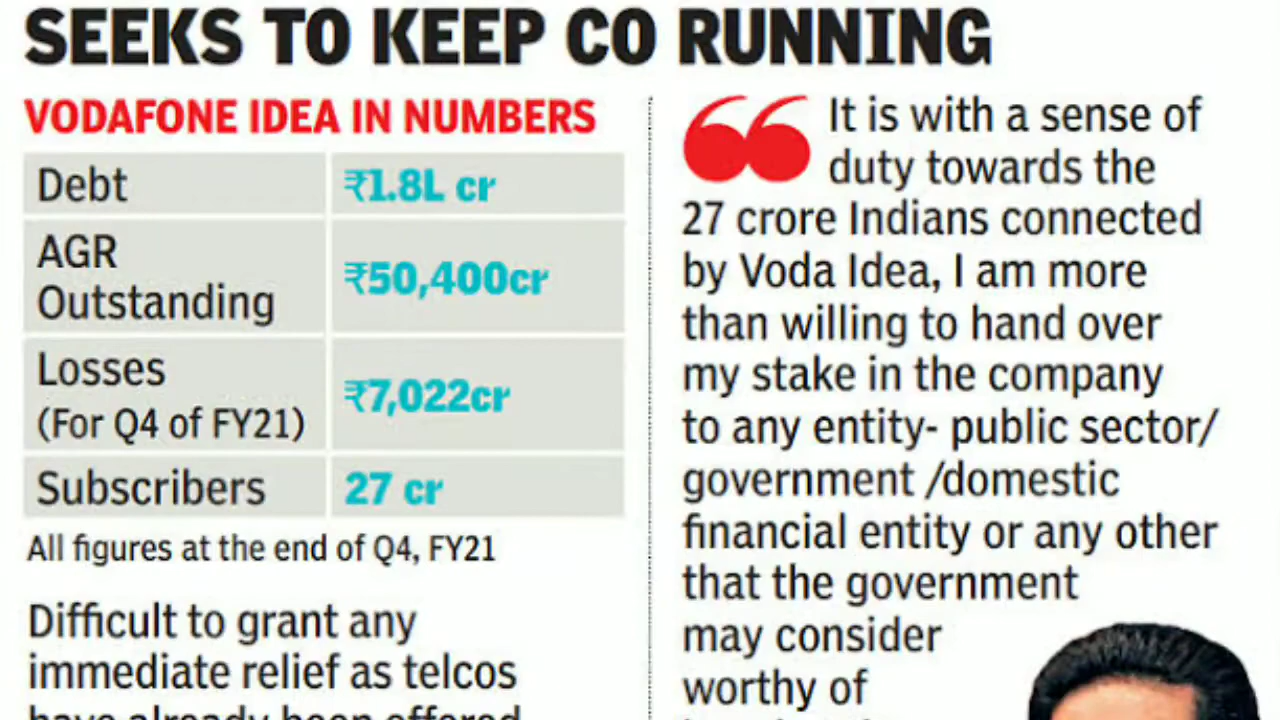 SEEKS TO KEEP CO RUNNING
VODAFONE IDEA IN NUMBERS
Debt ₹1.8L cr
AGR
Outstanding ₹50,400cr
Losses
(For Q4 of FY21) ₹7,022cr
Subscribers 27 cr
All figures at the end of Q4, FY21
Difficult to grant any
immediate relief as telcos
have already been offered
It is with a sense of
duty towards the
27 crore Indians connected
by Voda Idea, I am more
than willing to hand over
my stake in the company
to any entity- public sector/
government /domestic
financial entity or any other
that the government
may consider
worthy of